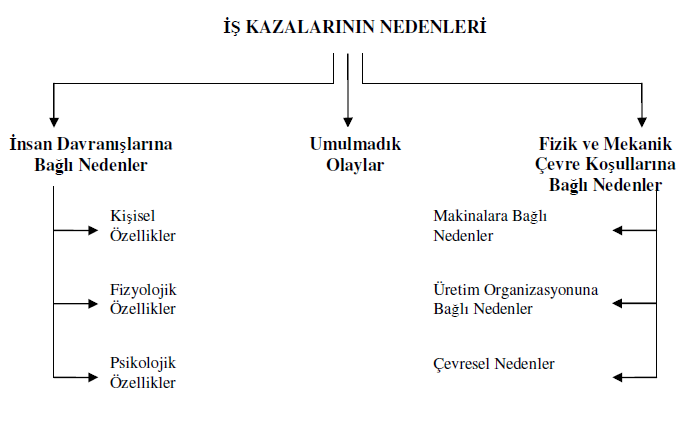 İŞ KAZALARININ NEDENLERİ
İnsan Davranışlarına
Bağlı Nedenler
Umulmadık
Olaylar
Fizik ve Mekanik
Çevre Koşullarına
Bağlı Nedenler
Kişisel
Özellikler
Fizyolojik
Özellikler
Psikolojik
Özellikler
Makinalara Bağlı
Nedenler
Üretim Organizasyonuna
Bağlı Nedenler
Çevresel Nedenler